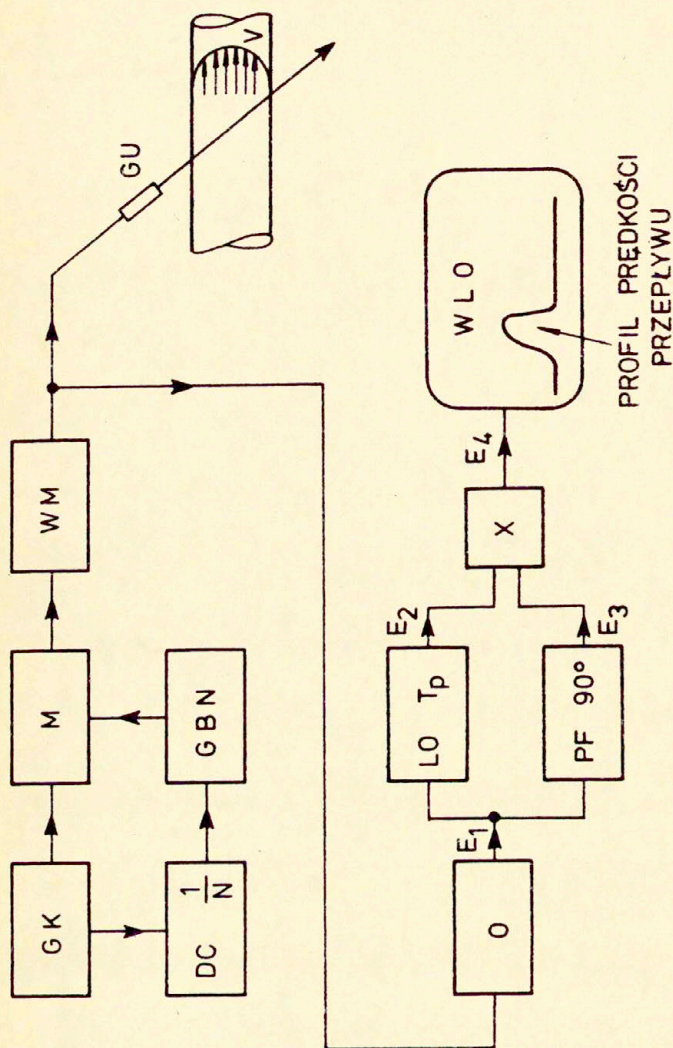 GK
M
WM
GU
V
DC 1/N
GBN
O
E1
LO Tp
PF 90°
E2
E3
X
E4
WLO
PROFIL PRĘDKOŚCI
PRZEPŁYWU